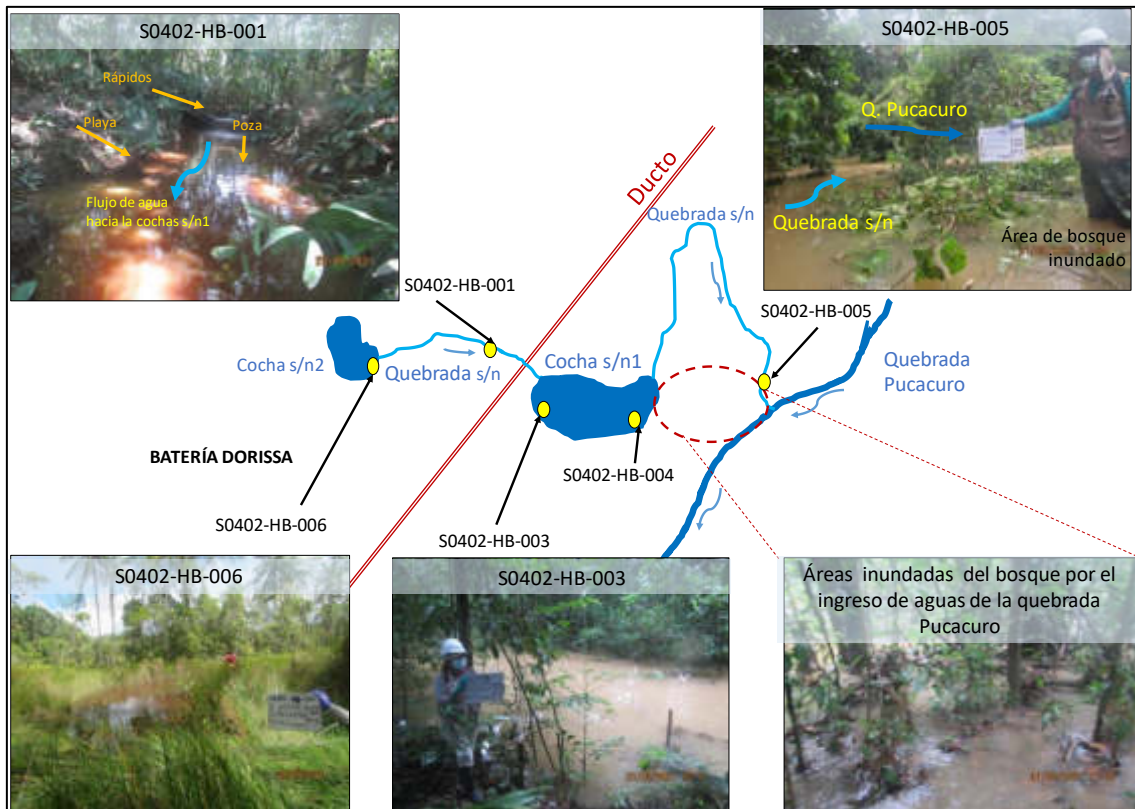 S0402-HB-001
Rápidos
Playa
Poza
Flujo de agua
hacia la cochas s/n1
S0402-HB-005
Q. Pucacuro
Quebrada s/n
Área de bosque
inundado
Ducto
Quebrada s/n
S0402-HB-001
S0402-HB-005
Cocha s/n2
Quebrada s/n
Cocha s/n1
Quebrada
Pucacuro
BATERÍA DORISSA
S0402-HB-004
S0402-HB-006
S0402-HB-003
S0402-HB-006
S0402-HB-003
Áreas inundadas del bosque por el
ingreso de aguas de la quebrada
Pucacuro